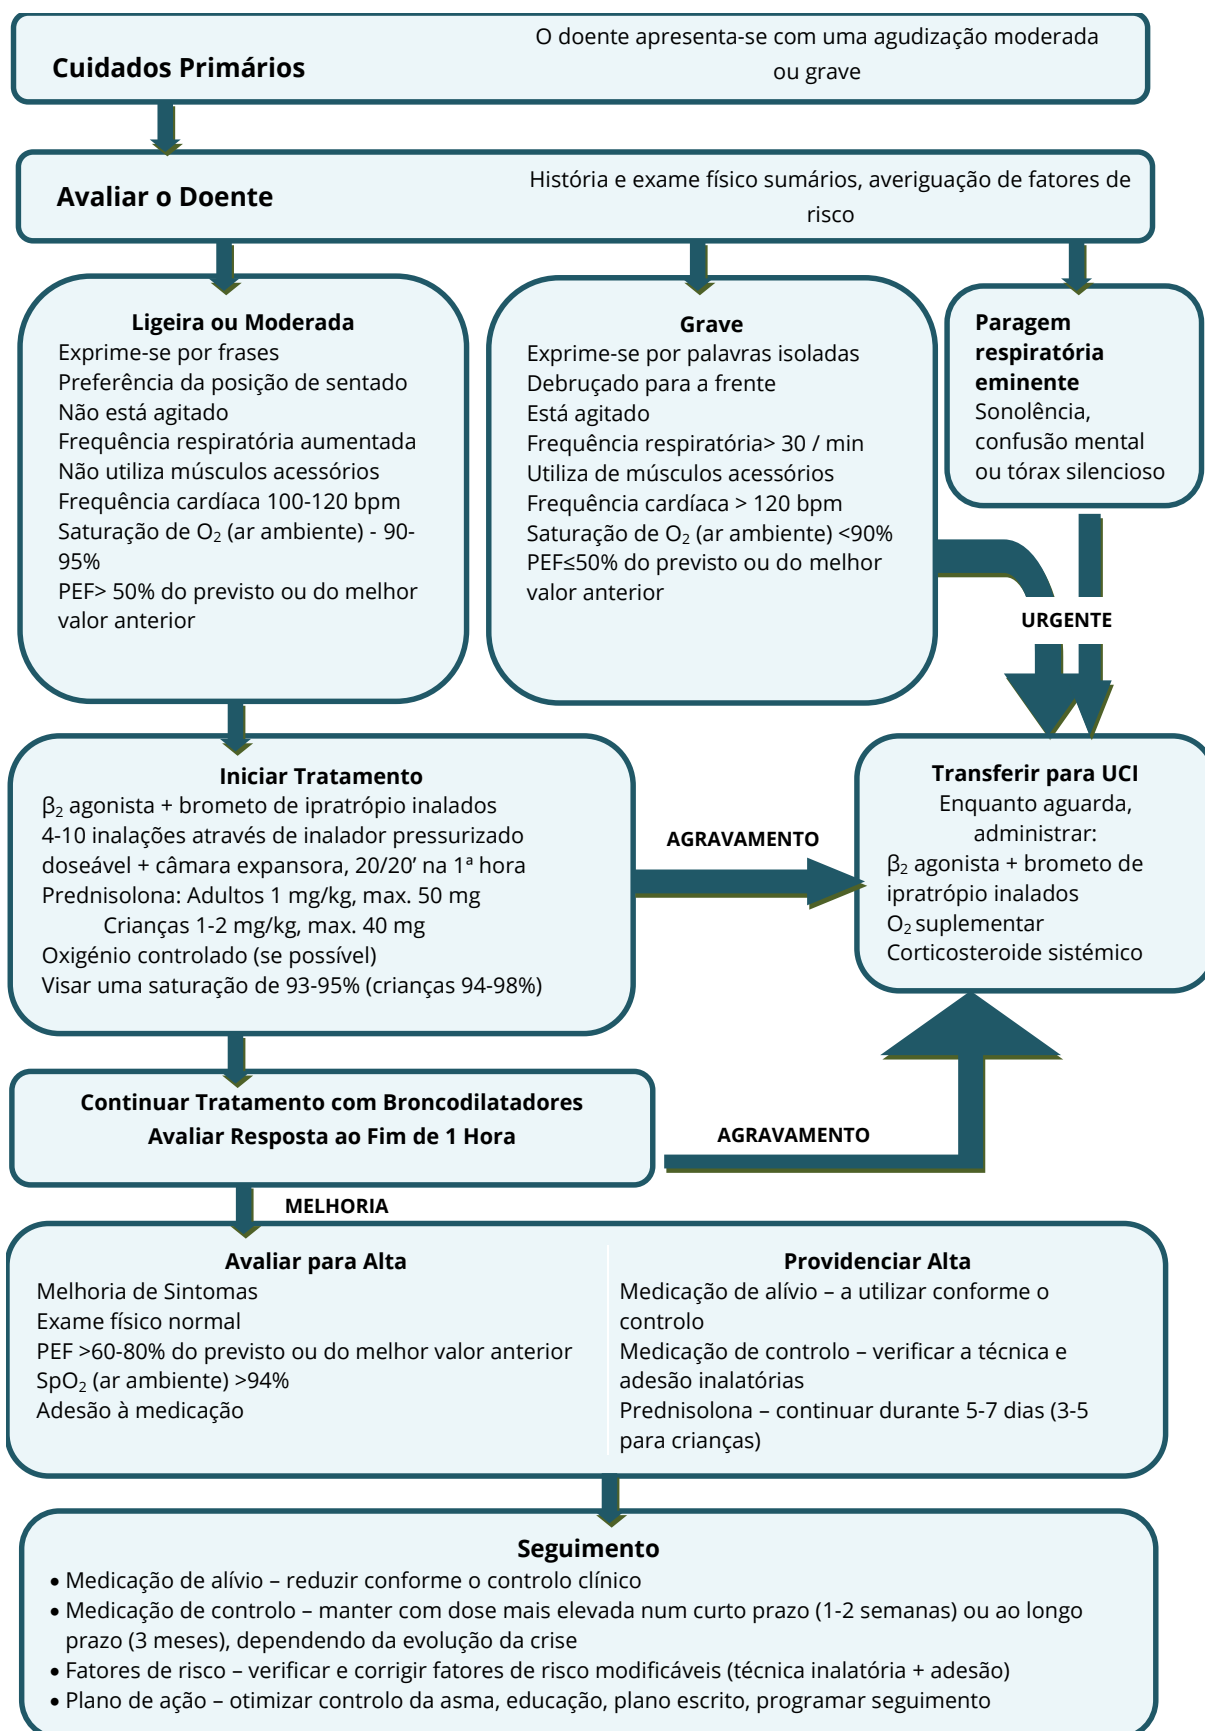 Cuidados Primários
O doente apresenta-se com uma agudização moderada
ou grave
Avaliar o Doente
História e exame físico sumários, averiguação de fatores de
risco
Ligeira ou Moderada
Exprime-se por frases
Preferência da posição de sentado
Não está agitado
Frequência respiratória aumentada
Não utiliza músculos acessórios
Frequência cardíaca 100-120 bpm
Saturação de O₂ (ar ambiente) - 90-
95%
PEF> 50% do previsto ou do melhor
valor anterior
Grave
Exprime-se por palavras isoladas
Debruçado para a frente
Está agitado
Frequência respiratória> 30 / min
Utiliza de músculos acessórios
Frequência cardíaca > 120 bpm
Saturação de O₂ (ar ambiente) <90%
PEF≤50% do previsto ou do melhor
valor anterior
Paragem
respiratória
eminente
Sonolência,
confusão mental
ou tórax silencioso
URGENTE
Iniciar Tratamento
β₂ agonista + brometo de ipratrópio inalados
4-10 inalações através de inalador pressurizado
doseável + câmara expansora, 20/20’ na 1ª hora
Prednisolona: Adultos 1 mg/kg, max. 50 mg
Crianças 1-2 mg/kg, max. 40 mg
Oxigénio controlado (se possível)
Visar uma saturação de 93-95% (crianças 94-98%)
AGRAVAMENTO
Transferir para UCI
Enquanto aguarda,
administrar:
β₂ agonista + brometo de
ipratrópio inalados
O₂ suplementar
Corticosteroide sistémico
Continuar Tratamento com Broncodilatadores
Avaliar Resposta ao Fim de 1 Hora
AGRAVAMENTO
MELHORIA
Avaliar para Alta
Melhoria de Sintomas
Exame físico normal
PEF >60-80% do previsto ou do melhor valor anterior
SpO₂ (ar ambiente) >94%
Adesão à medicação
Providenciar Alta
Medicação de alívio – a utilizar conforme o
controlo
Medicação de controlo – verificar a técnica e
adesão inalatórias
Prednisolona – continuar durante 5-7 dias (3-5
para crianças)
Seguimento
• Medicação de alívio – reduzir conforme o controlo clínico
• Medicação de controlo – manter com dose mais elevada num curto prazo (1-2 semanas) ou ao longo
prazo (3 meses), dependendo da evolução da crise
• Fatores de risco – verificar e corrigir fatores de risco modificáveis (técnica inalatória + adesão)
• Plano de ação – otimizar controlo da asma, educação, plano escrito, programar seguimento